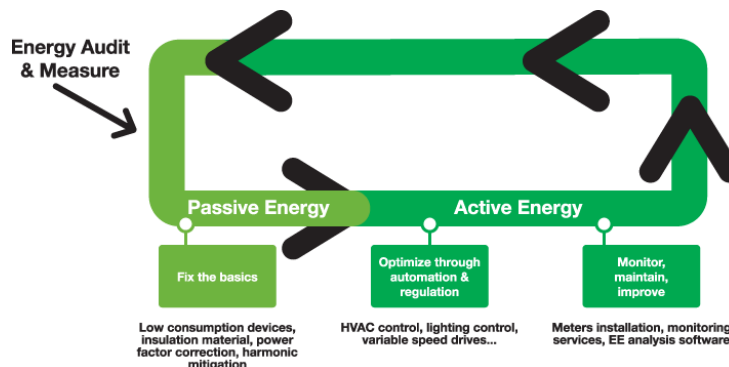 Energy Audit
& Measure
Passive Energy
Active Energy
Fix the basics
Optimize through
automation &
regulation
Monitor,
maintain,
improve
Low consumption devices,
insulation material, power
factor correction, harmonic
mitigation
HVAC control, lighting control,
variable speed drives...
Meters installation, monitoring
services, EE analysis software